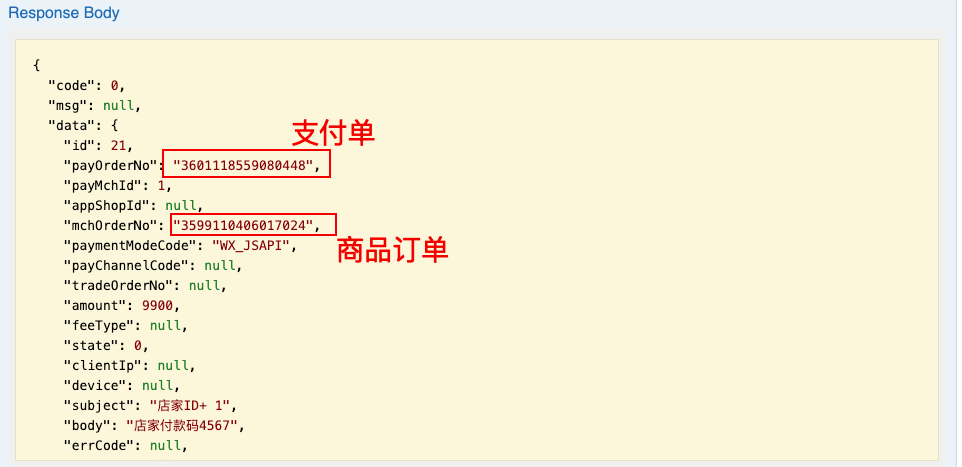 Response Body
{
"code": 0,
"msg": null,
"data": {
支付单
"id": 21,
"payOrderNo": "3601118559080448",
"payMchId": 1,
"appShopId": null,
"mchOrderNo": "3599110406017024",
商品订单
"paymentModeCode": "WX_JSAPI",
"payChannelCode": null,
"tradeOrderNo": null,
"amount": 9900,
"feeType": null,
"state": 0,
"clientIp": null,
"device": null,
"subject": "店家ID+ 1",
"body": "店家付款码4567",
"errCode": null,